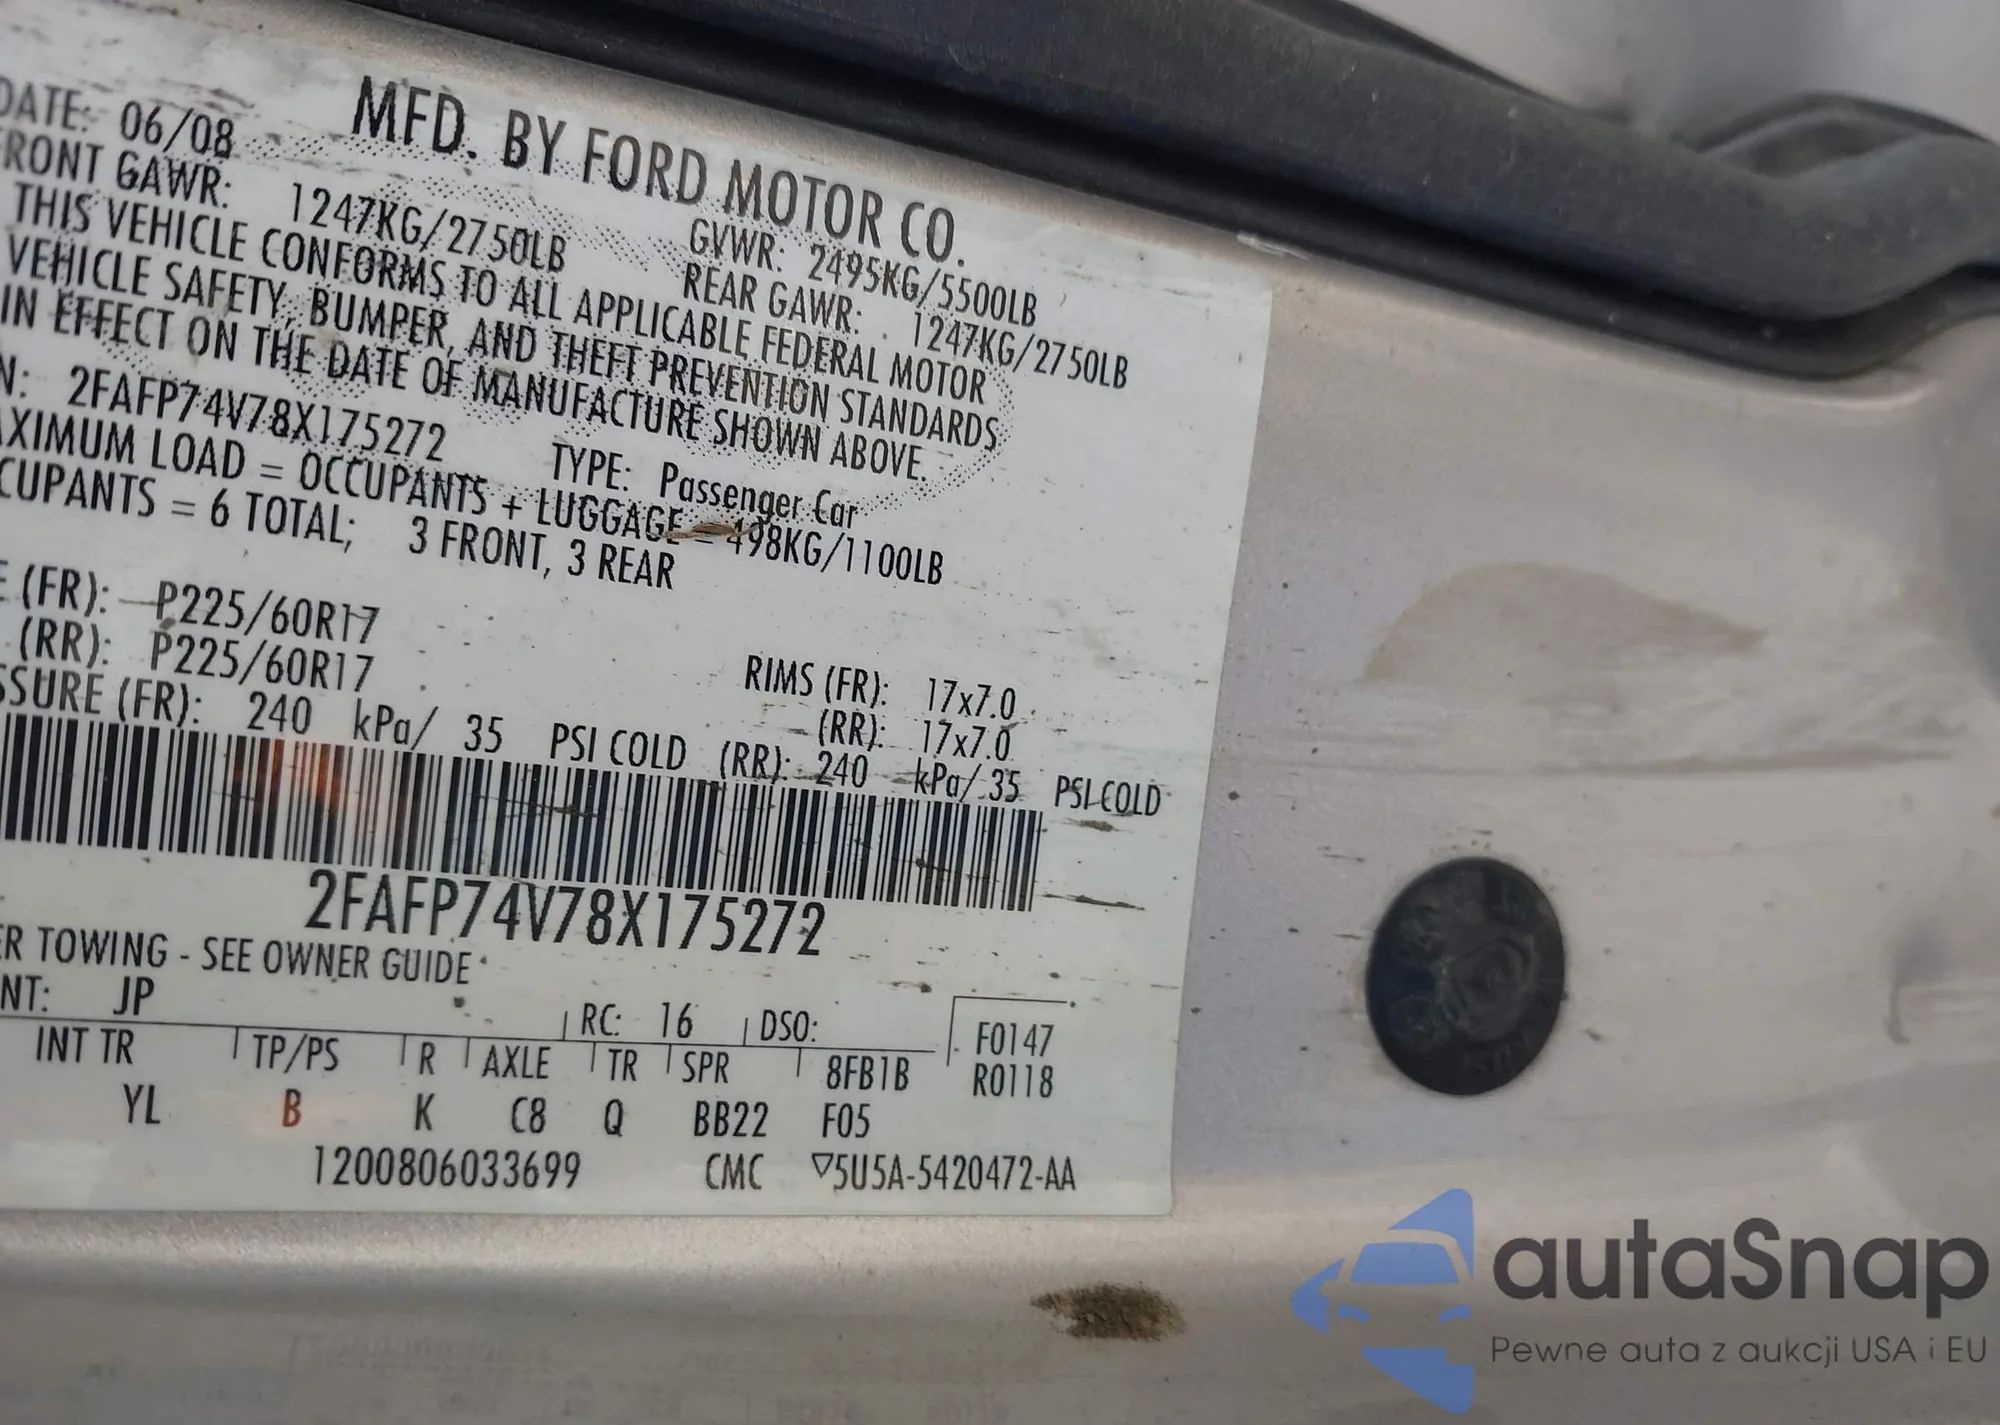 MFD. BY FORD MOTOR CO.
DATE: 06/08
GVWR: 2495KG/5500LB
FRONT GAWR: 1247KG/2750LB
REAR GAWR: 1247KG/2750LB
THIS VEHICLE CONFORMS TO ALL APPLICABLE FEDERAL MOTOR
VEHICLE SAFETY, BUMPER, AND THEFT PREVENTION STANDARDS
IN EFFECT ON THE DATE OF MANUFACTURE SHOWN ABOVE.
N: 2FAFP74V78X175272
TYPE: Passenger Car
AXIMUM LOAD = OCCUPANTS + LUGGAGE = 498KG/1100LB
CUPANTS = 6 TOTAL; 3 FRONT, 3 REAR
E (FR): P225/60R17
RIMS (FR): 17x7.0
(RR): P225/60R17
(RR): 17x7.0
SSURE (FR): 240 kPa/ 35 PSI COLD (RR): 240 kPa/ 35 PSI COLD
2FAFP74V78X175272
ER TOWING - SEE OWNER GUIDE
NT: JP RC: 16 DSO: F0147
INT TR TP/PS R AXLE TR SPR 8FB1B R0118
YL B K C8 Q BB22 F05
1200806033699 CMC ▽5U5A-5420472-AA
autaSnap
Pewne auta z aukcji USA i EU